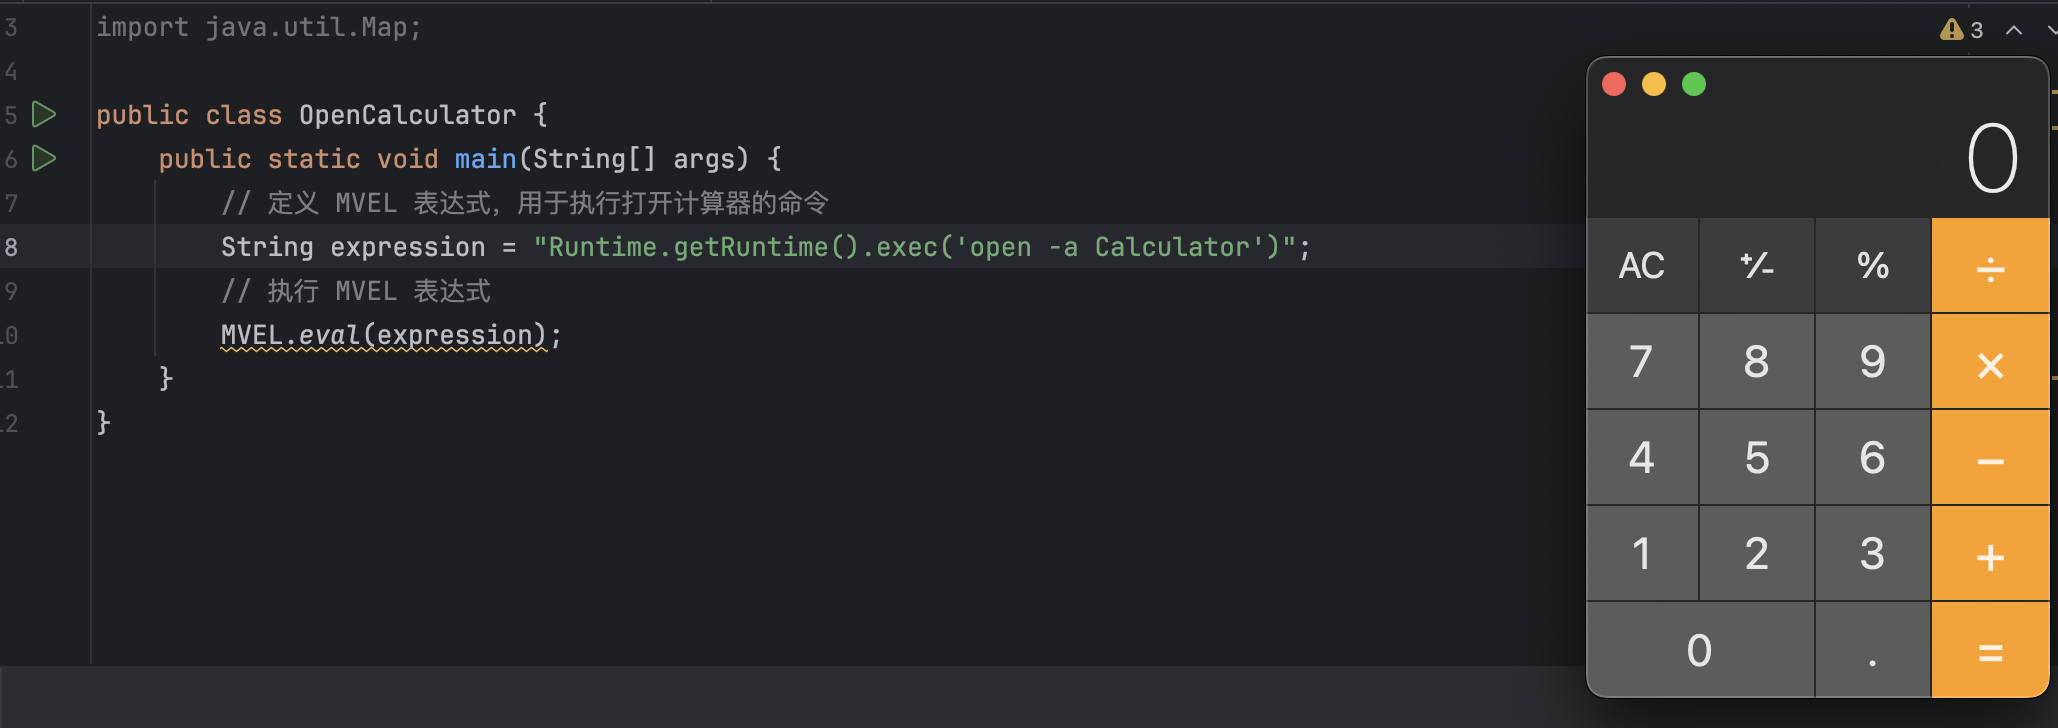 3 import java.util.Map;
4
5 public class OpenCalculator {
6 public static void main(String[] args) {
7 // 定义 MVEL 表达式，用于执行打开计算器的命令
8 String expression = "Runtime.getRuntime().exec('open -a Calculator')";
9 // 执行 MVEL 表达式
10 MVEL.eval(expression);
11 }
12 }
3
0
AC +/- % ÷
7 8 9 ×
4 5 6 −
1 2 3 +
0 . =